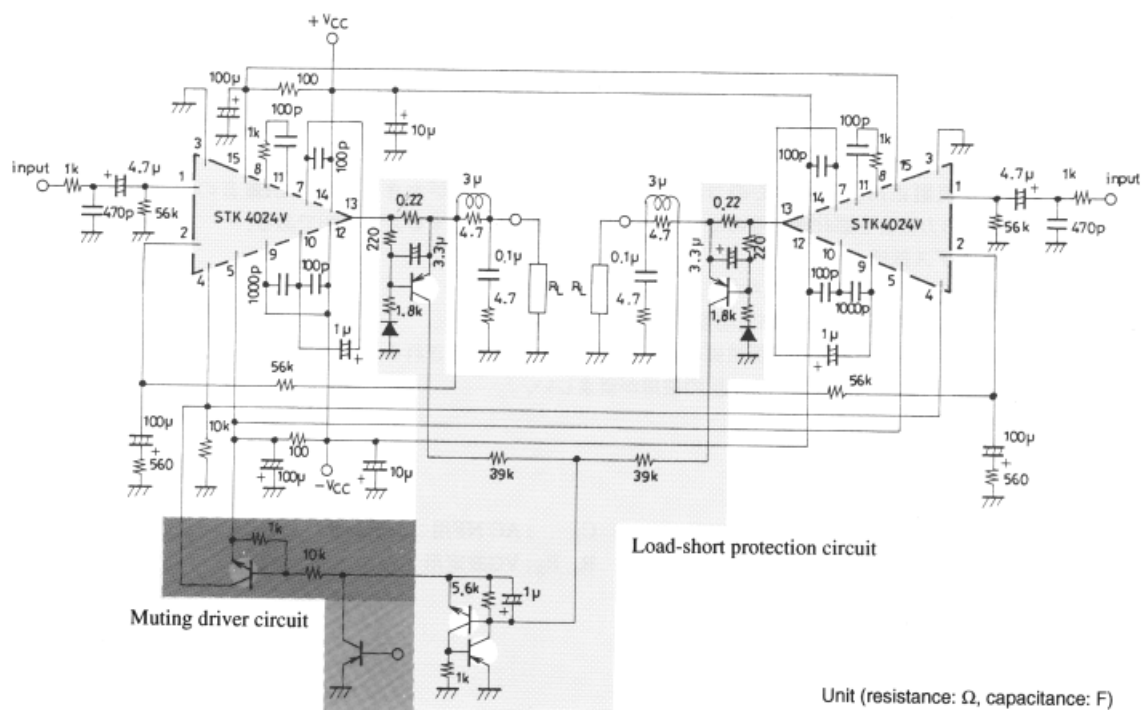 + VCC
100μ
100
+
3
15
1k
8
100p
11
7
14
100p
13
12
+
10μ
input
1k
4.7μ
+
1
470p
56k
2
STK4024V
4
5
9
10
1000p
100p
1μ
+
0.22
220
3.3μ
1.8k
3μ
4.7
0.1μ
4.7
RL
56k
100μ
+
560
10k
100
100μ
+
-VCC
10μ
+
3μ
4.7
0.1μ
4.7
RL
0.22
220
3.3μ
+
1.8k
13
12
14
7
11
8
15
3
100p
100p
1k
STK4024V
1
2
4
5
9
10
100p
1000p
1μ
+
4.7μ
+
1k
input
56k
470p
56k
100μ
+
560
39k
39k
1k
10k
5.6k
1μ
+
1k
Muting driver circuit
Load-short protection circuit
Unit (resistance: Ω, capacitance: F)